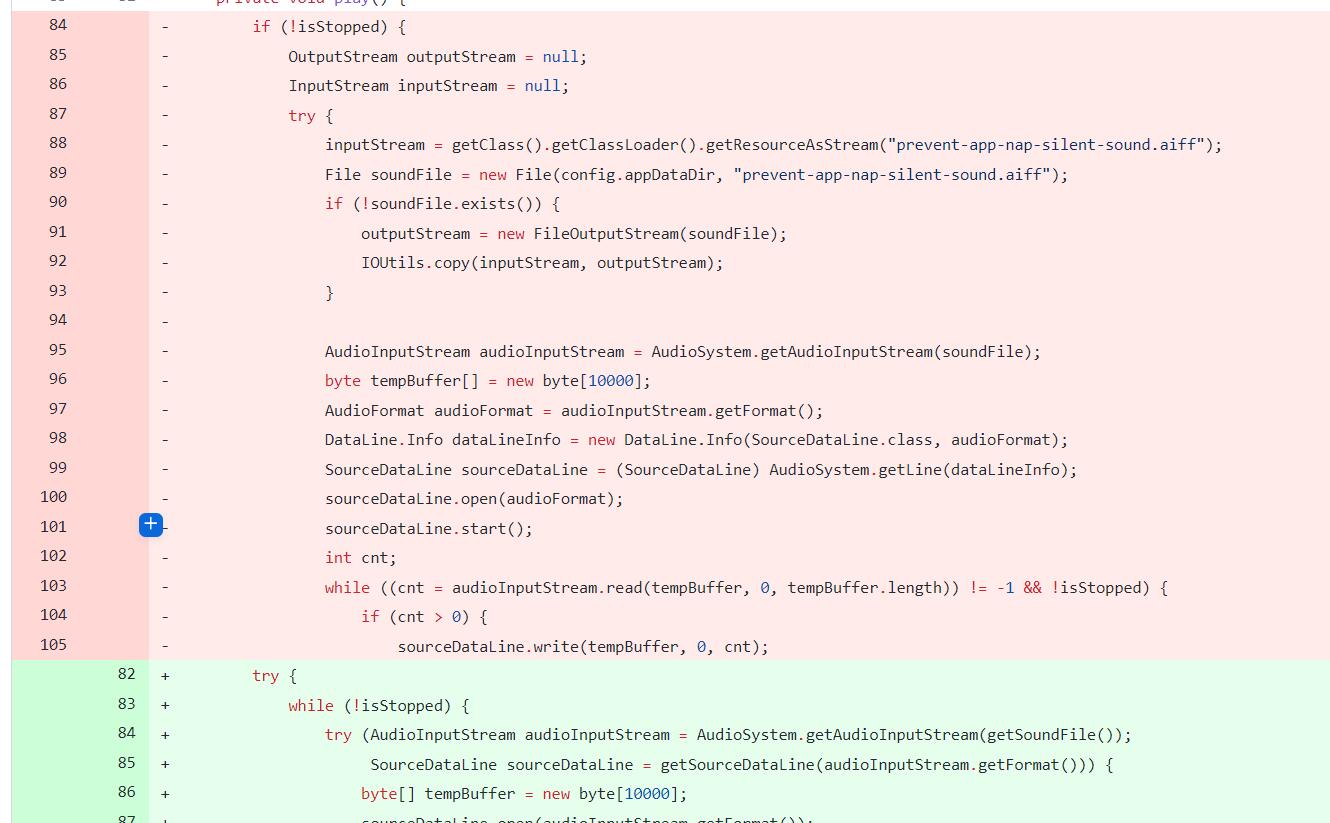 private void play() {
84 - if (!isStopped) {
85 - OutputStream outputStream = null;
86 - InputStream inputStream = null;
87 - try {
88 - inputStream = getClass().getClassLoader().getResourceAsStream("prevent-app-nap-silent-sound.aiff");
89 - File soundFile = new File(config.appDataDir, "prevent-app-nap-silent-sound.aiff");
90 - if (!soundFile.exists()) {
91 - outputStream = new FileOutputStream(soundFile);
92 - IOUtils.copy(inputStream, outputStream);
93 - }
94 -
95 - AudioInputStream audioInputStream = AudioSystem.getAudioInputStream(soundFile);
96 - byte tempBuffer[] = new byte[10000];
97 - AudioFormat audioFormat = audioInputStream.getFormat();
98 - DataLine.Info dataLineInfo = new DataLine.Info(SourceDataLine.class, audioFormat);
99 - SourceDataLine sourceDataLine = (SourceDataLine) AudioSystem.getLine(dataLineInfo);
100 - sourceDataLine.open(audioFormat);
101 + - sourceDataLine.start();
102 - int cnt;
103 - while ((cnt = audioInputStream.read(tempBuffer, 0, tempBuffer.length)) != -1 && !isStopped) {
104 - if (cnt > 0) {
105 - sourceDataLine.write(tempBuffer, 0, cnt);
82 + try {
83 + while (!isStopped) {
84 + try (AudioInputStream audioInputStream = AudioSystem.getAudioInputStream(getSoundFile());
85 + SourceDataLine sourceDataLine = getSourceDataLine(audioInputStream.getFormat())) {
86 + byte[] tempBuffer = new byte[10000];
87 + sourceDataLine.open(audioInputStream.getFormat());